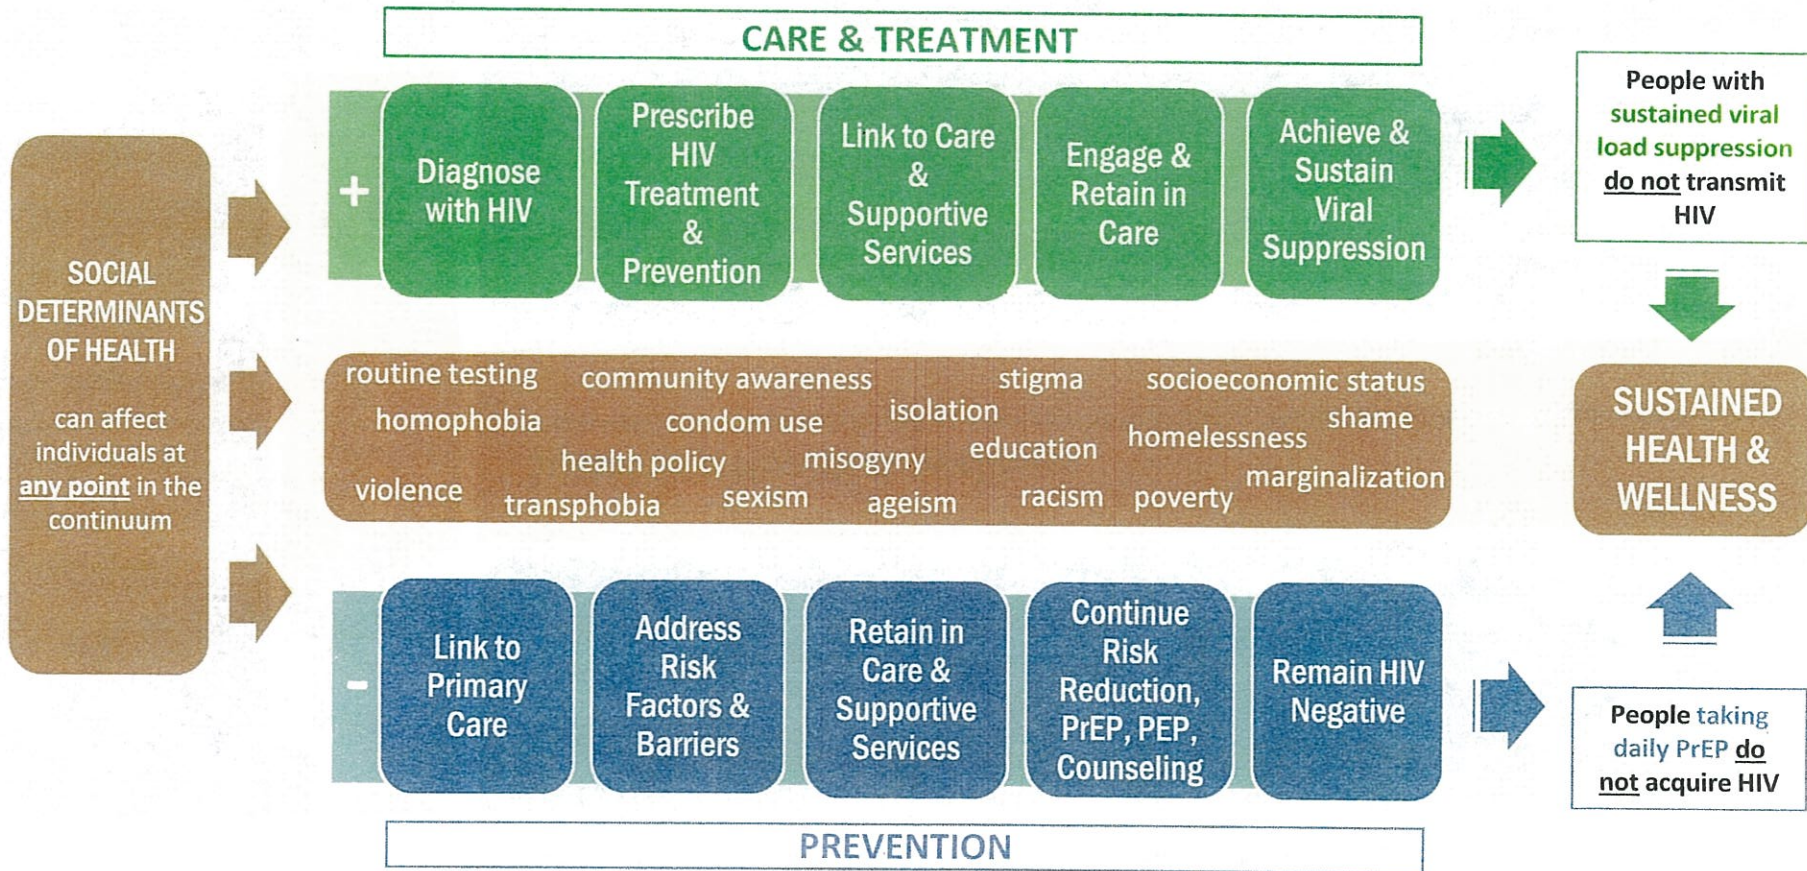 CARE & TREATMENT
SOCIAL
DETERMINANTS
OF HEALTH
can affect
individuals at
any point in the
continuum
+
Diagnose
with HIV
Prescribe
HIV
Treatment
&
Prevention
Link to Care
&
Supportive
Services
Engage &
Retain in
Care
Achieve &
Sustain
Viral
Suppression
People with
sustained viral
load suppression
do not transmit
HIV
routine testing
community awareness
stigma
socioeconomic status
homophobia
condom use
isolation
shame
health policy
misogyny
education
homelessness
violence
transphobia
sexism
ageism
racism
poverty
marginalization
SUSTAINED
HEALTH &
WELLNESS
-
Link to
Primary
Care
Address
Risk
Factors &
Barriers
Retain in
Care &
Supportive
Services
Continue
Risk
Reduction,
PrEP, PEP,
Counseling
Remain HIV
Negative
People taking
daily PrEP do
not acquire HIV
PREVENTION